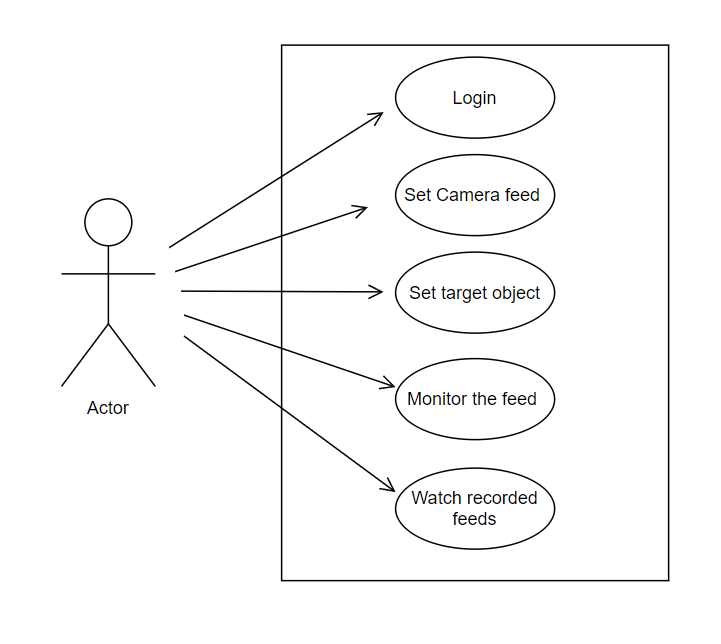 Login
Set Camera feed
Set target object
Monitor the feed
Actor
Watch recorded
feeds